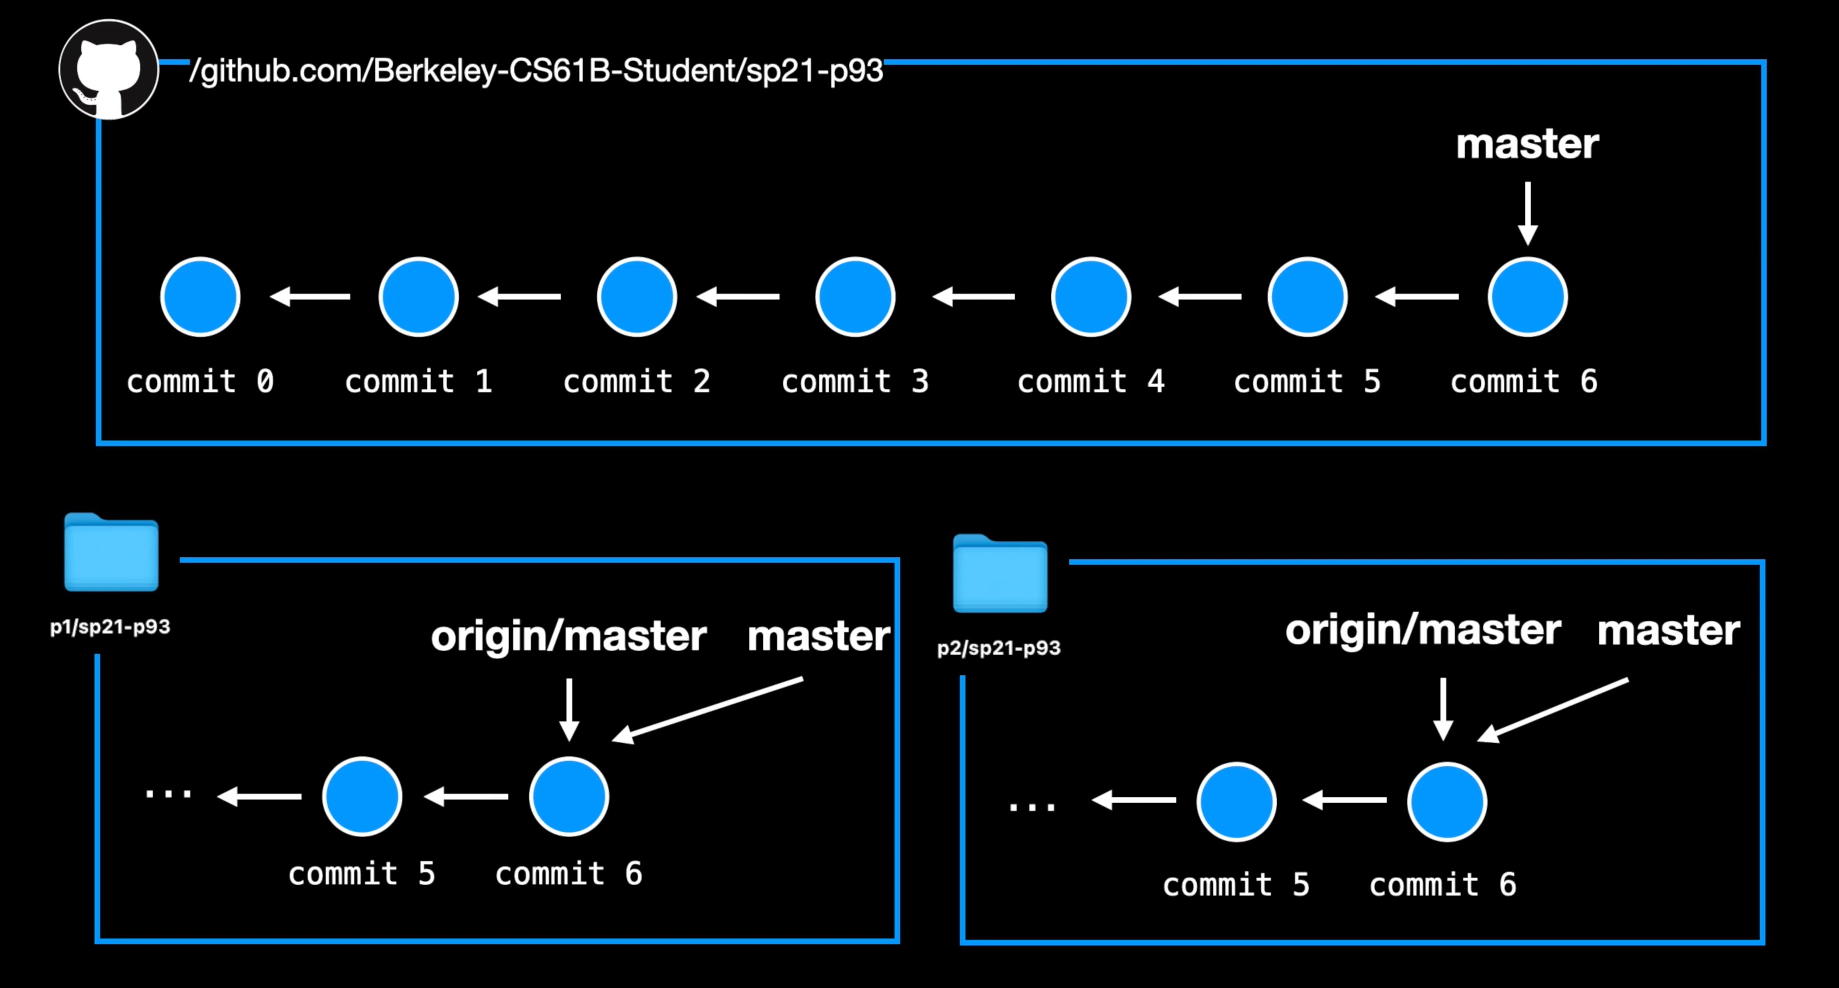 /github.com/Berkeley-CS61B-Student/sp21-p93
master
commit 0 commit 1 commit 2 commit 3 commit 4 commit 5 commit 6
p1/sp21-p93
origin/master master
...
commit 5 commit 6
p2/sp21-p93
origin/master master
...
commit 5 commit 6